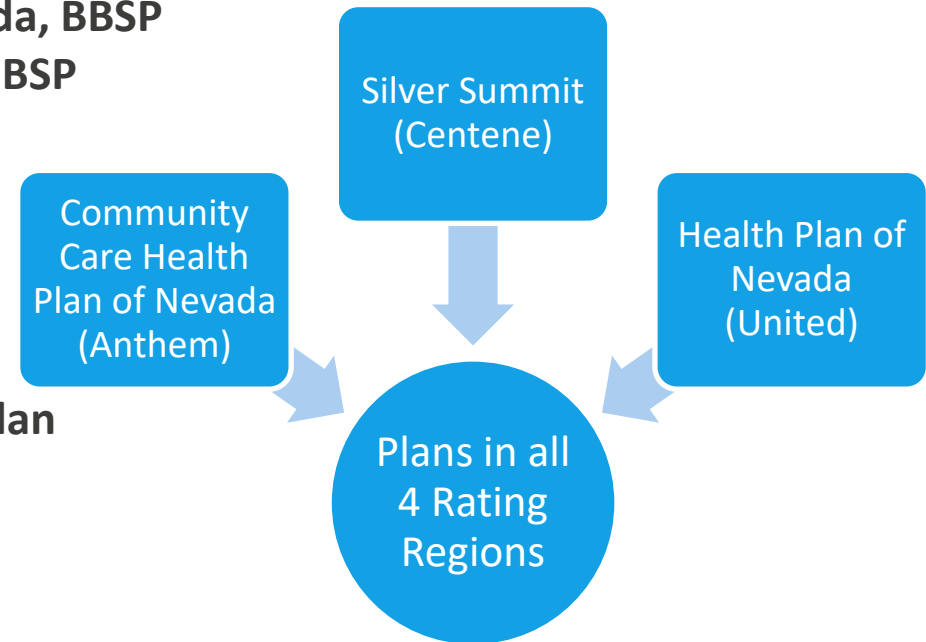 da, BBSP
BSP
Silver Summit
(Centene)
Community
Care Health
Plan of Nevada
(Anthem)
Health Plan of
Nevada
(United)
lan
Plans in all
4 Rating
Regions